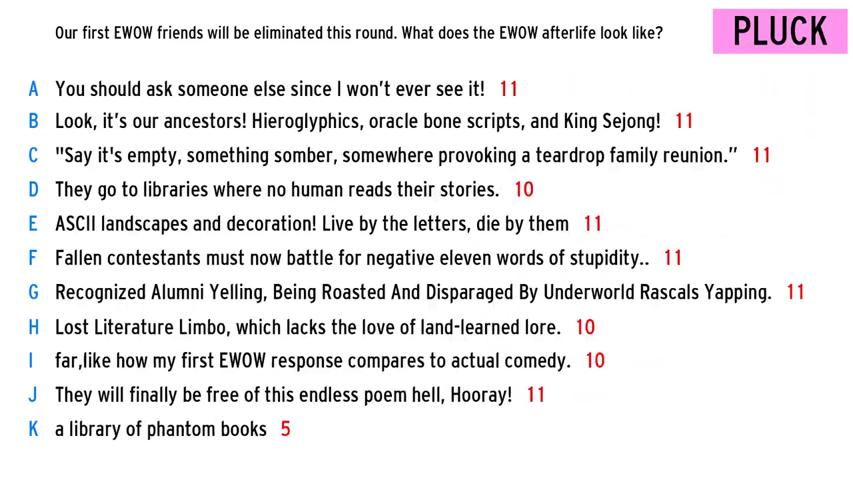 Our first EWOW friends will be eliminated this round. What does the EWOW afterlife look like?
PLUCK
A You should ask someone else since I won’t ever see it! 11
B Look, it’s our ancestors! Hieroglyphics, oracle bone scripts, and King Sejong! 11
C "Say it's empty, something somber, somewhere provoking a teardrop family reunion.” 11
D They go to libraries where no human reads their stories. 10
E ASCII landscapes and decoration! Live by the letters, die by them 11
F Fallen contestants must now battle for negative eleven words of stupidity.. 11
G Recognized Alumni Yelling, Being Roasted And Disparaged By Underworld Rascals Yapping. 11
H Lost Literature Limbo, which lacks the love of land-learned lore. 10
I far,like how my first EWOW response compares to actual comedy. 10
J They will finally be free of this endless poem hell, Hooray! 11
K a library of phantom books 5